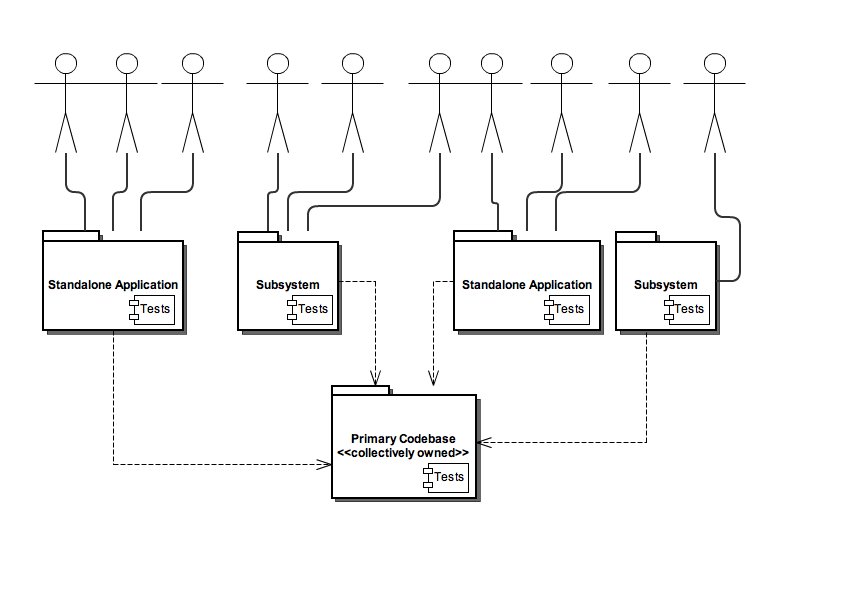 Standalone Application
Tests
Subsystem
Tests
Standalone Application
Tests
Subsystem
Tests
Primary Codebase
<<collectively owned>>
Tests